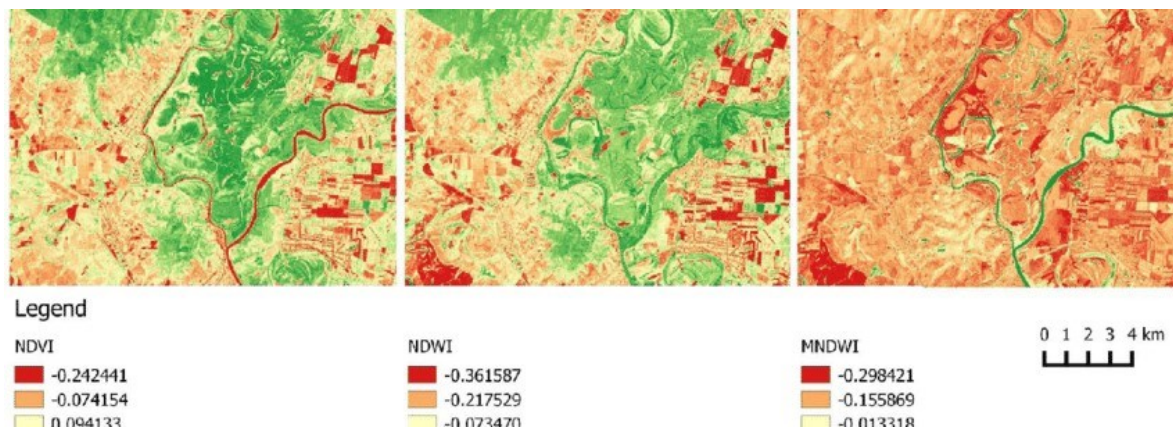 Legend
NDVI NDWI MNDWI
0 1 2 3 4 km
-0.242441 -0.361587 -0.298421
-0.074154 -0.217529 -0.155869
0.094133 -0.073470 -0.013318